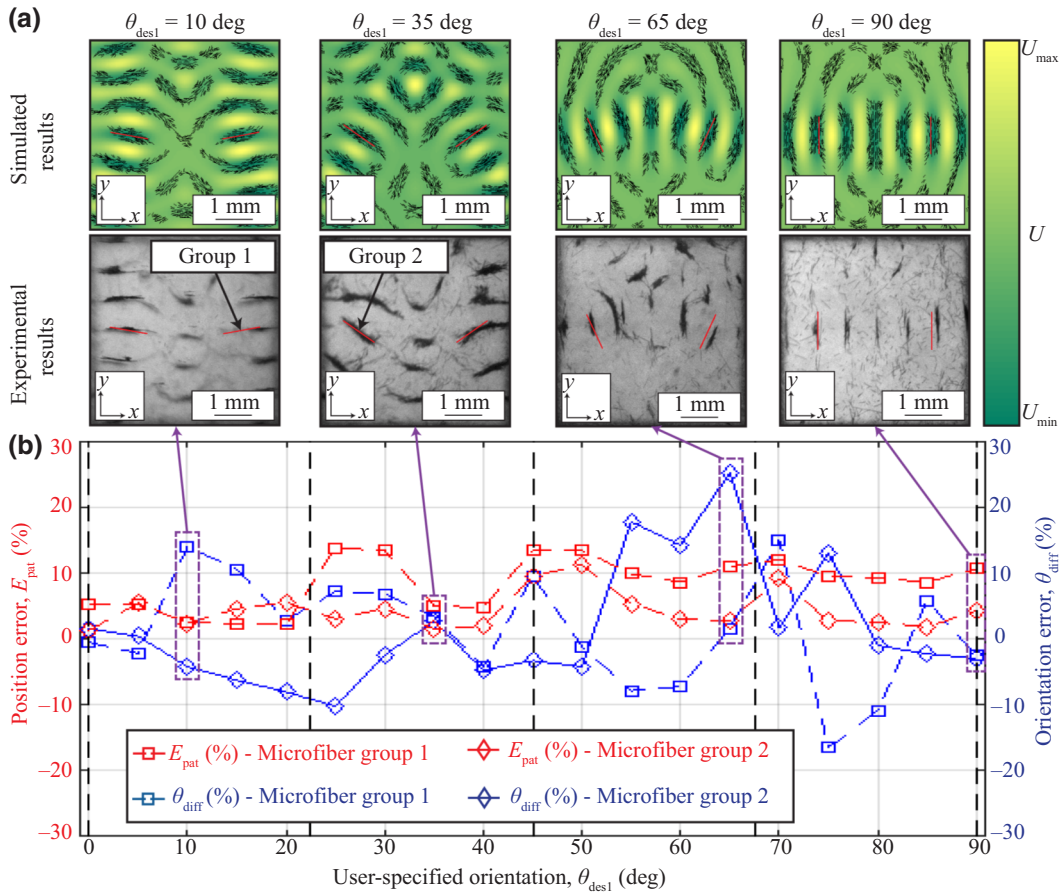 (a)
θdes1 = 10 deg
θdes1 = 35 deg
θdes1 = 65 deg
θdes1 = 90 deg
Simulated
results
y
x
1 mm
y
x
1 mm
y
x
1 mm
y
x
1 mm
Umax
U
Umin
Experimental
results
Group 1
Group 2
y
x
1 mm
y
x
1 mm
y
x
1 mm
y
x
1 mm
(b)
Position error, Epat (%)
30
20
10
0
–10
–20
–30
30
20
10
0
–10
–20
–30
Orientation error, θdiff (%)
Epat (%) - Microfiber group 1
Epat (%) - Microfiber group 2
θdiff (%) - Microfiber group 1
θdiff (%) - Microfiber group 2
0 10 20 30 40 50 60 70 80 90
User-specified orientation, θdes1 (deg)